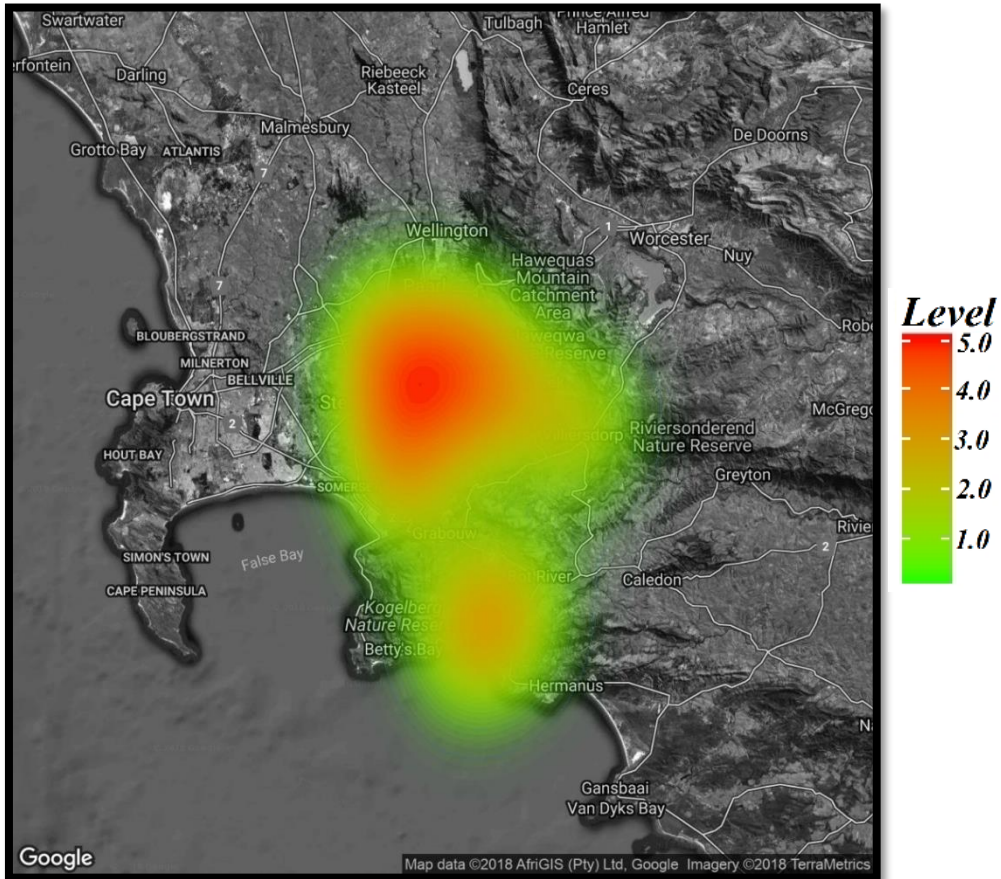 Swartwater
Tulbagh
Prince Alfred
Hamlet
erfontein
Darling
Riebeeck
Kasteel
Ceres
Malmesbury
De Doorns
Grotto Bay
ATLANTIS
7
Wellington
1
Worcester
Nuy
Hawequas
Mountain
Catchment
Area
7
BLOUBERGSTRAND
Robe
Reserve
MILNERTON
BELLVILLE
Cape Town
2
McGrego
HOUT BAY
Riviersonderend
Nature Reserve
Greyton
Grabouw
Rivie
2
SIMON'S TOWN
False Bay
River
Caledon
CAPE PENINSULA
Kogelberg
Nature Rese
Betty's Bay
Hermanus
Gansbaai
Van Dyks Bay
Google
Map data ©2018 AfriGIS (Pty) Ltd, Google Imagery ©2018 TerraMetrics
Level
5.0
4.0
3.0
2.0
1.0